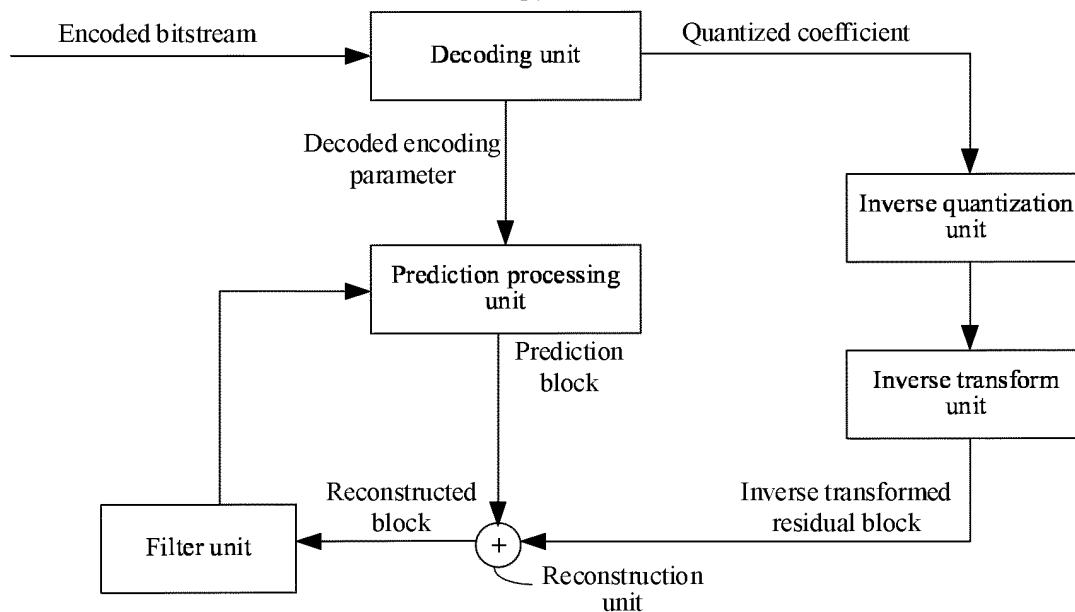 Encoded bitstream
Decoding unit
Quantized coefficient
Decoded encoding
parameter
Inverse quantization
unit
Prediction processing
unit
Prediction
block
Inverse transform
unit
Reconstructed
block
Inverse transformed
residual block
Filter unit
+
Reconstruction
unit